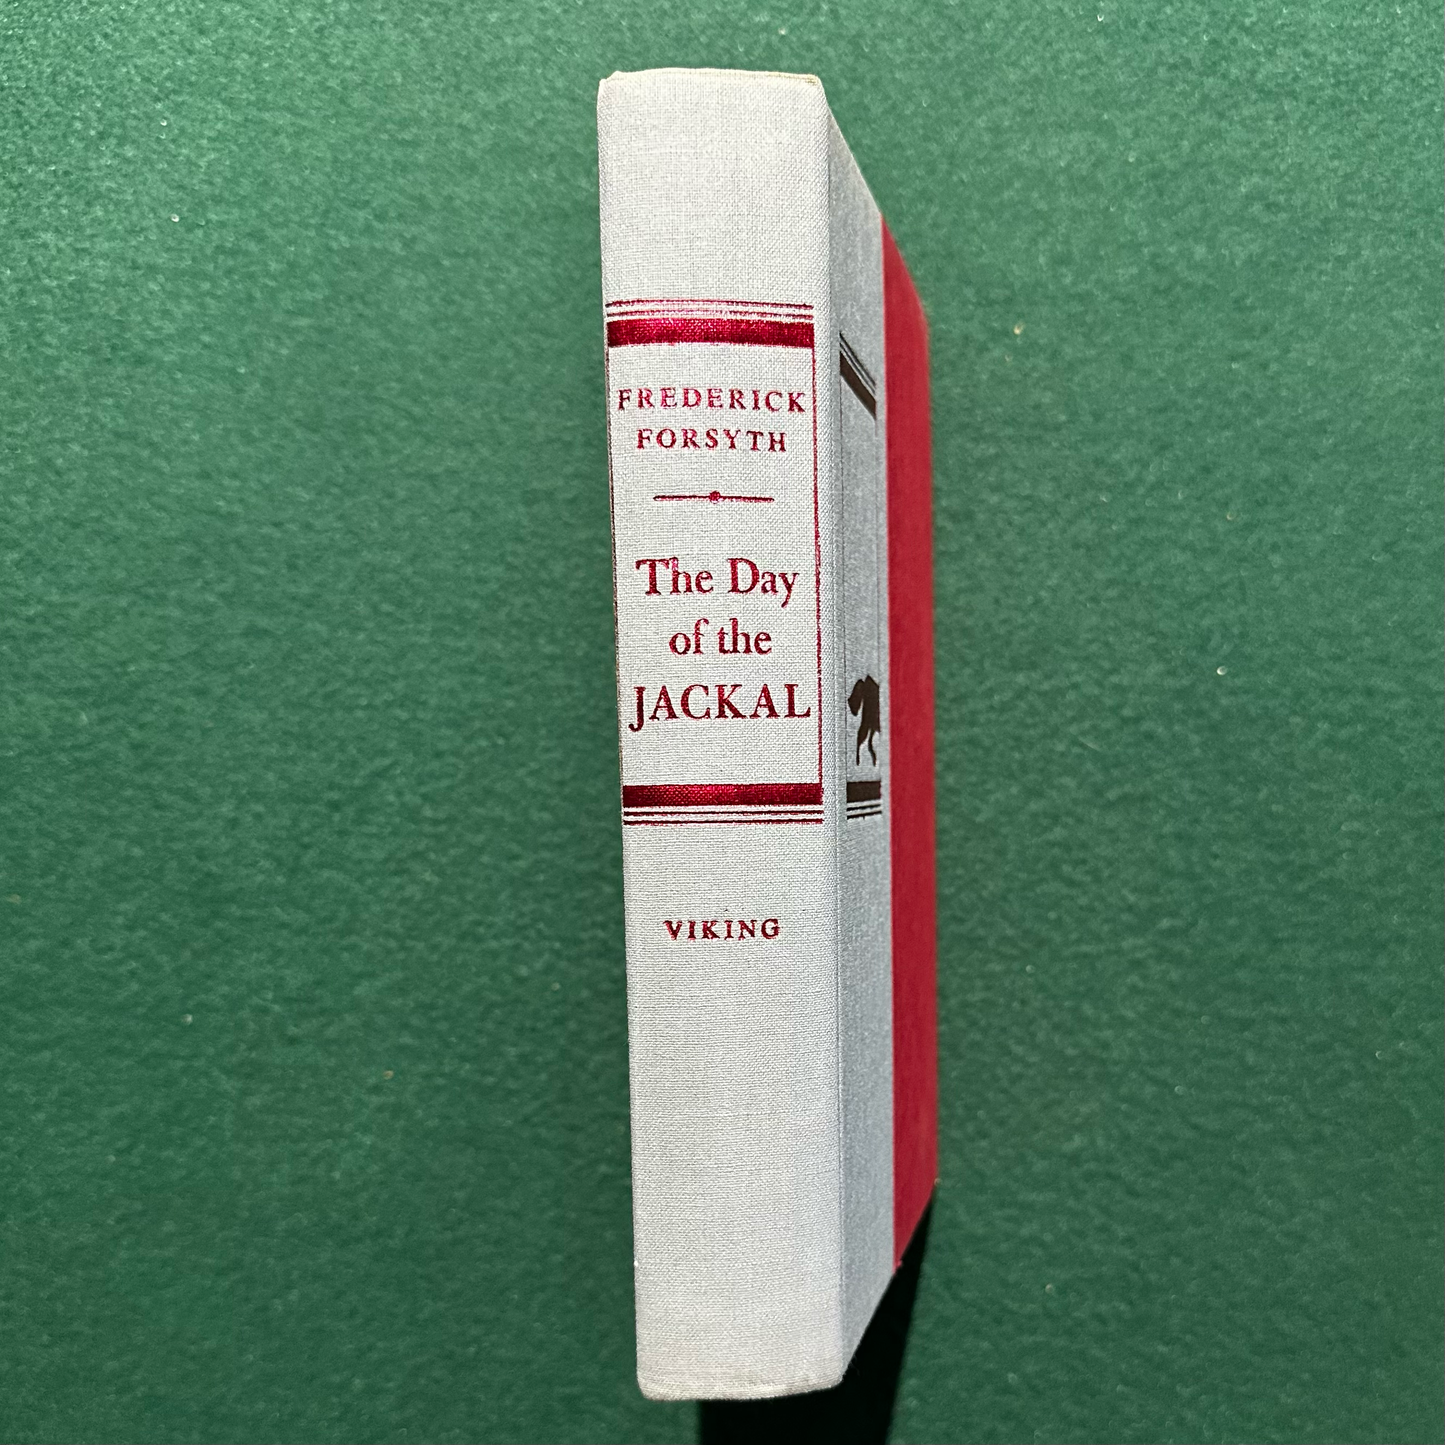 FREDERICK
FORSYTH
The Day
of the
JACKAL
VIKING